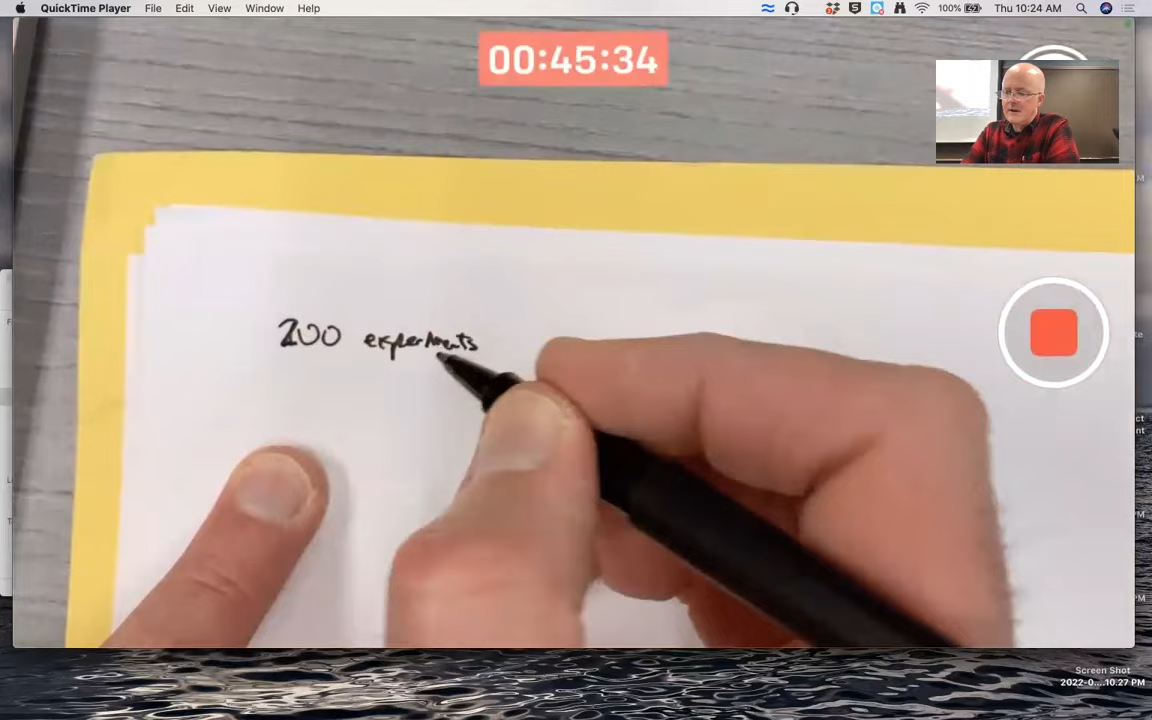 QuickTime Player File Edit View Window Help 100% Thu 10:24 AM
00:45:34
200 experments
Screen Shot
2022-0....10.27 PM